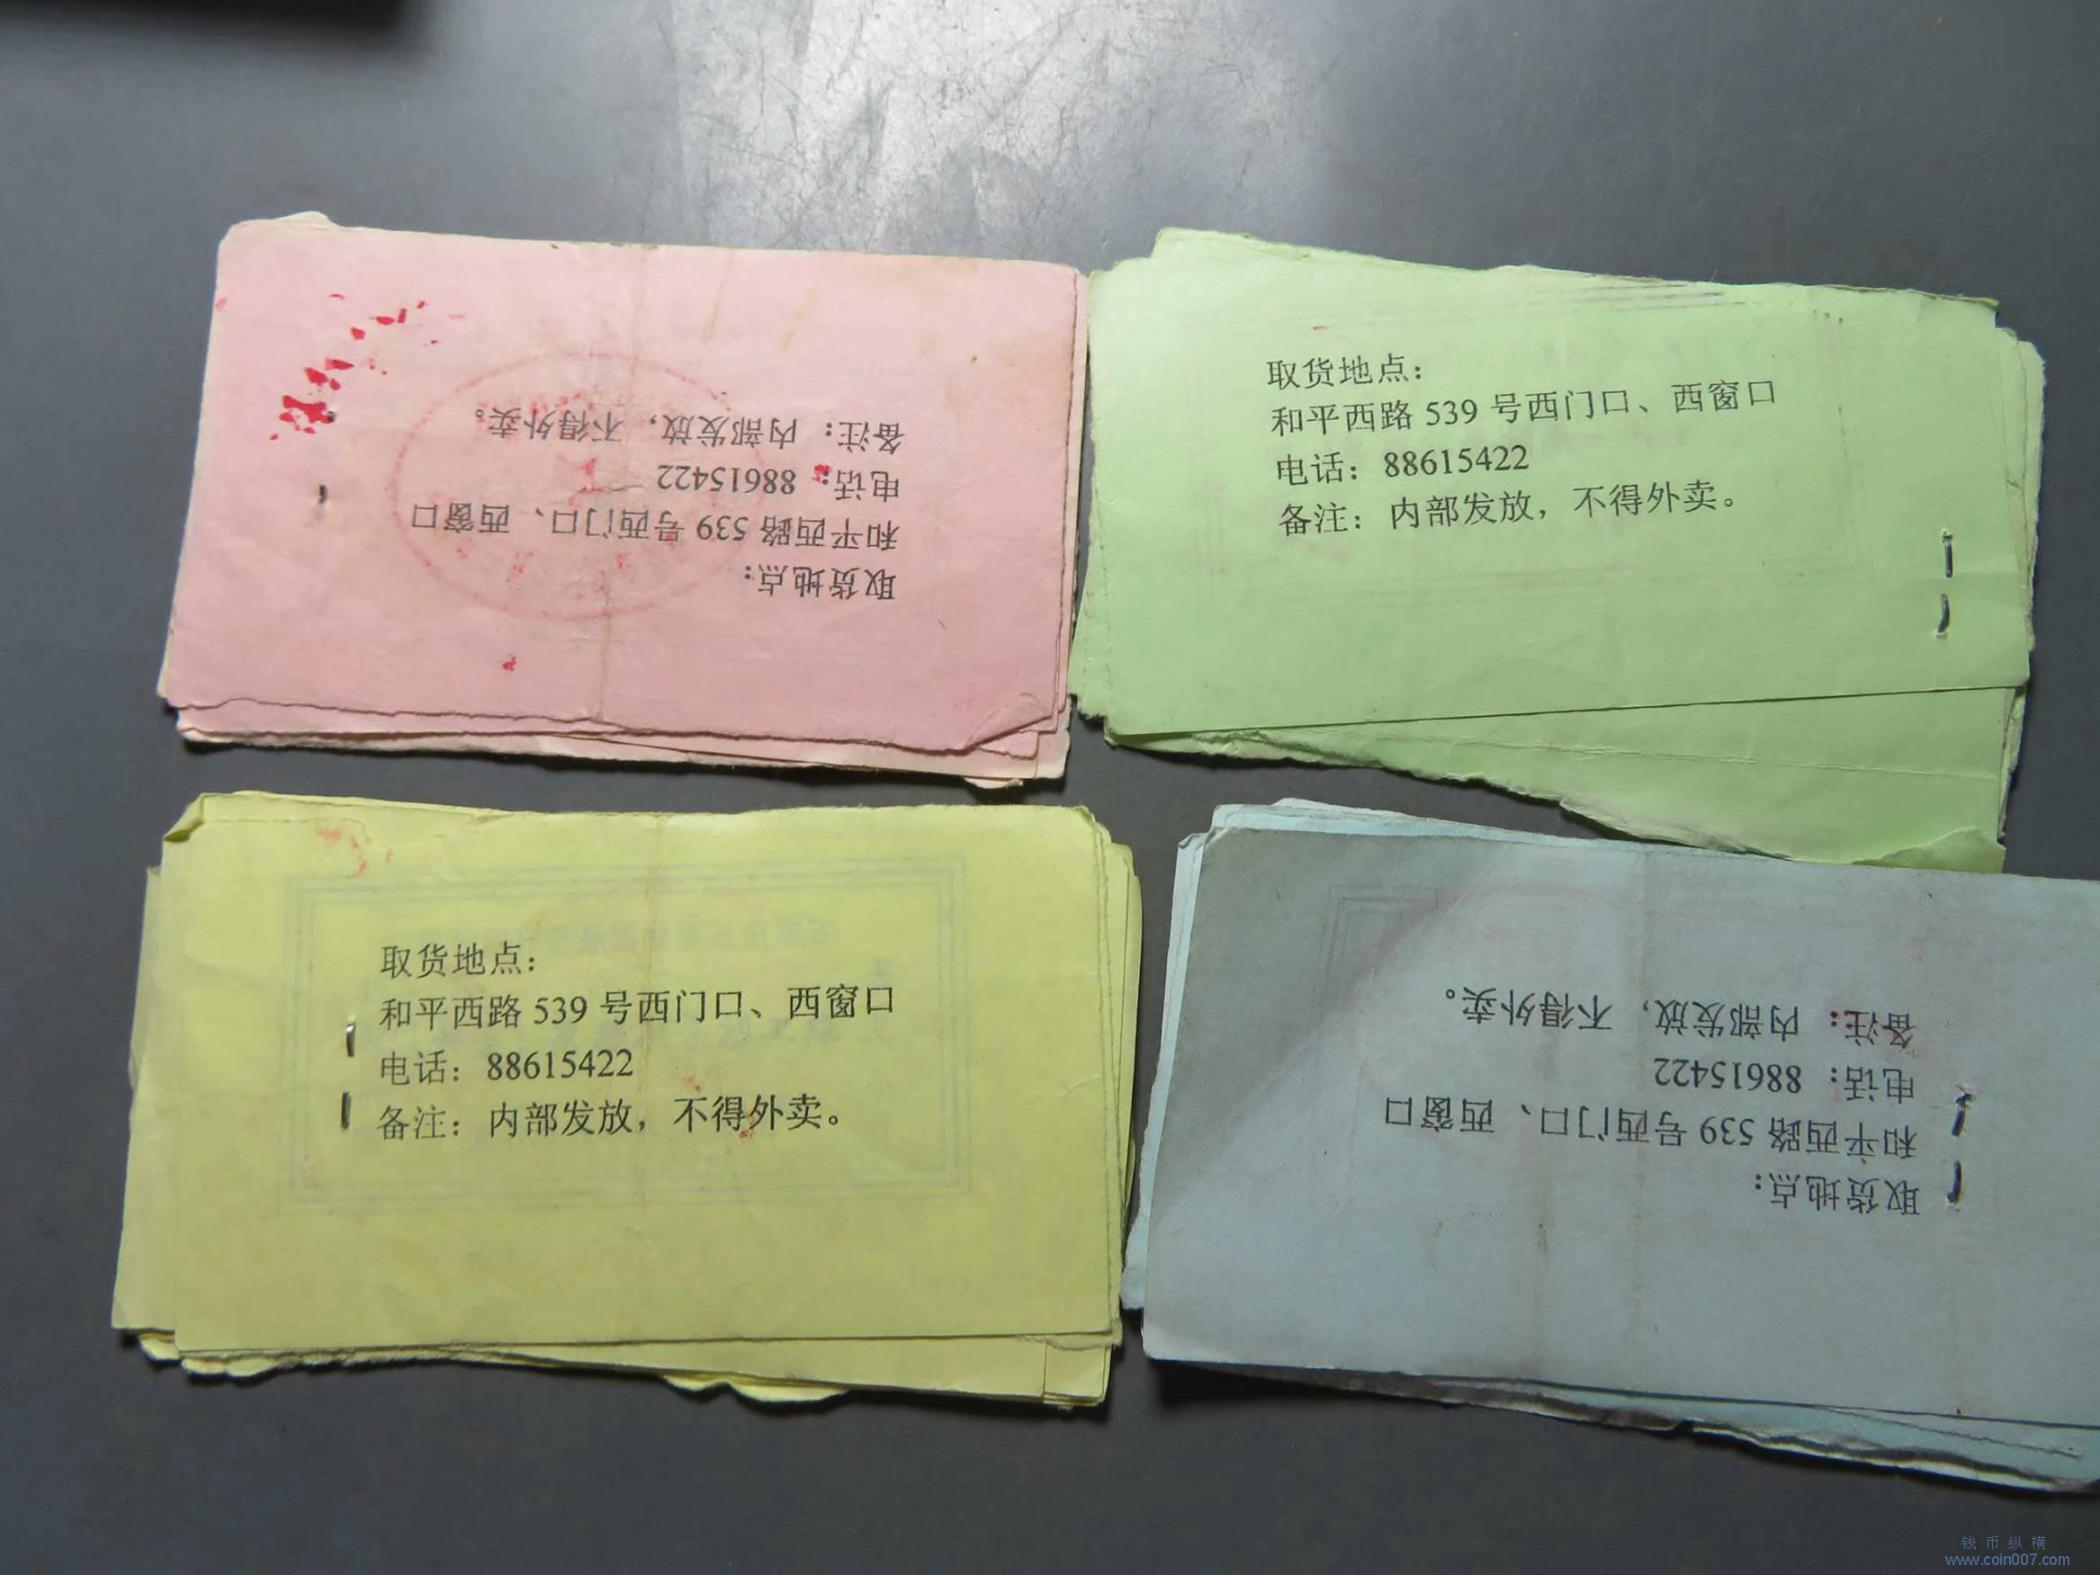 备注：内部发放，不得外卖。
电话：88615422
和平西路 539 号西门口、西窗口
取货地点：
取货地点：
和平西路 539 号西门口、西窗口
电话：88615422
备注：内部发放，不得外卖。
取货地点：
和平西路 539 号西门口、西窗口
电话：88615422
备注：内部发放，不得外卖。
备注：内部发放，不得外卖。
电话：88615422
和平西路 539 号西门口、西窗口
取货地点：
钱币纵横
www.coin007.com